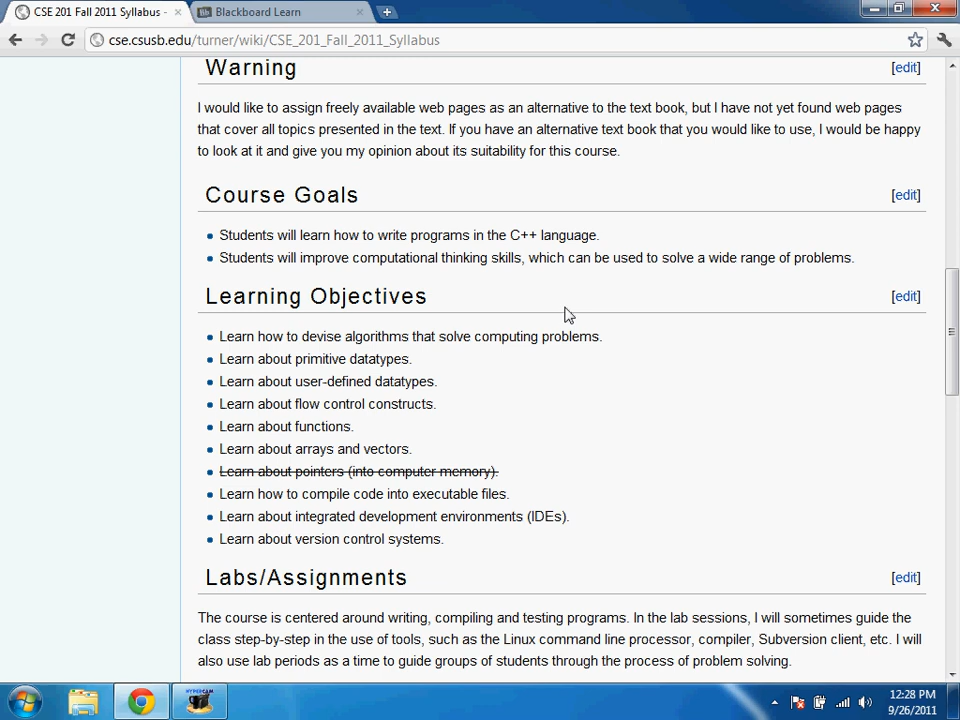 CSE 201 Fall 2011 Syllabus -
Blackboard Learn
cse.csusb.edu/turner/wiki/CSE_201_Fall_2011_Syllabus
Warning [edit]
I would like to assign freely available web pages as an alternative to the text book, but I have not yet found web pages
that cover all topics presented in the text. If you have an alternative text book that you would like to use, I would be happy
to look at it and give you my opinion about its suitability for this course.
Course Goals [edit]
Students will learn how to write programs in the C++ language.
Students will improve computational thinking skills, which can be used to solve a wide range of problems.
Learning Objectives [edit]
Learn how to devise algorithms that solve computing problems.
Learn about primitive datatypes.
Learn about user-defined datatypes.
Learn about flow control constructs.
Learn about functions.
Learn about arrays and vectors.
Learn about pointers (into computer memory).
Learn how to compile code into executable files.
Learn about integrated development environments (IDEs).
Learn about version control systems.
Labs/Assignments [edit]
The course is centered around writing, compiling and testing programs. In the lab sessions, I will sometimes guide the
class step-by-step in the use of tools, such as the Linux command line processor, compiler, Subversion client, etc. I will
also use lab periods as a time to guide groups of students through the process of problem solving.
HYPERCAM
12:28 PM
9/26/2011